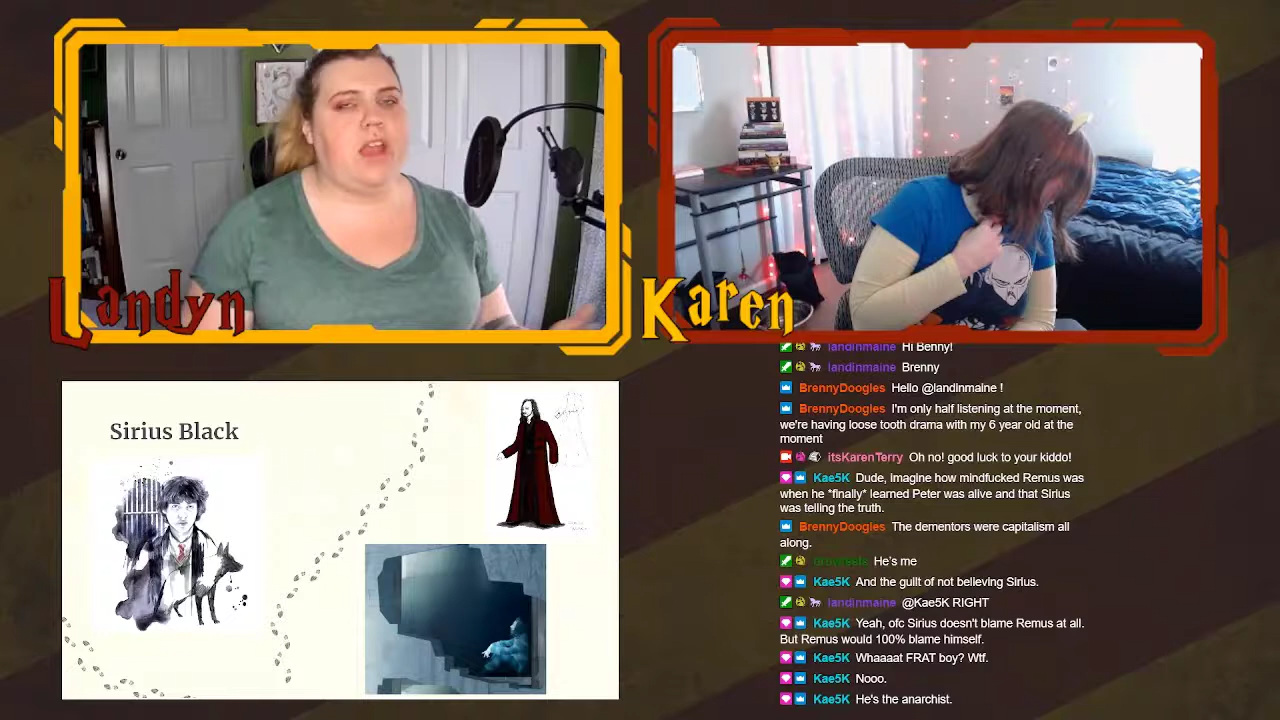 Landyn
Karen
Sirius Black
landinmaine Hi Benny!
landinmaine Brenny
BrennyDoogles Hello @landinmaine !
BrennyDoogles I'm only half listening at the moment,
we're having loose tooth drama with my 6 year old at the
moment
itsKarenTerry Oh no! good luck to your kiddo!
Kae5K Dude, Imagine how mindfucked Remus was
when he *finally* learned Peter was alive and that Sirius
was telling the truth.
BrennyDoogles The dementors were capitalism all
along.
He's me
Kae5K And the guilt of not believing Sirius.
landinmaine @Kae5K RIGHT
Kae5K Yeah, ofc Sirius doesn't blame Remus at all.
But Remus would 100% blame himself.
Kae5K Whaaaat FRAT boy? Wtf.
Kae5K Nooo.
Kae5K He's the anarchist.